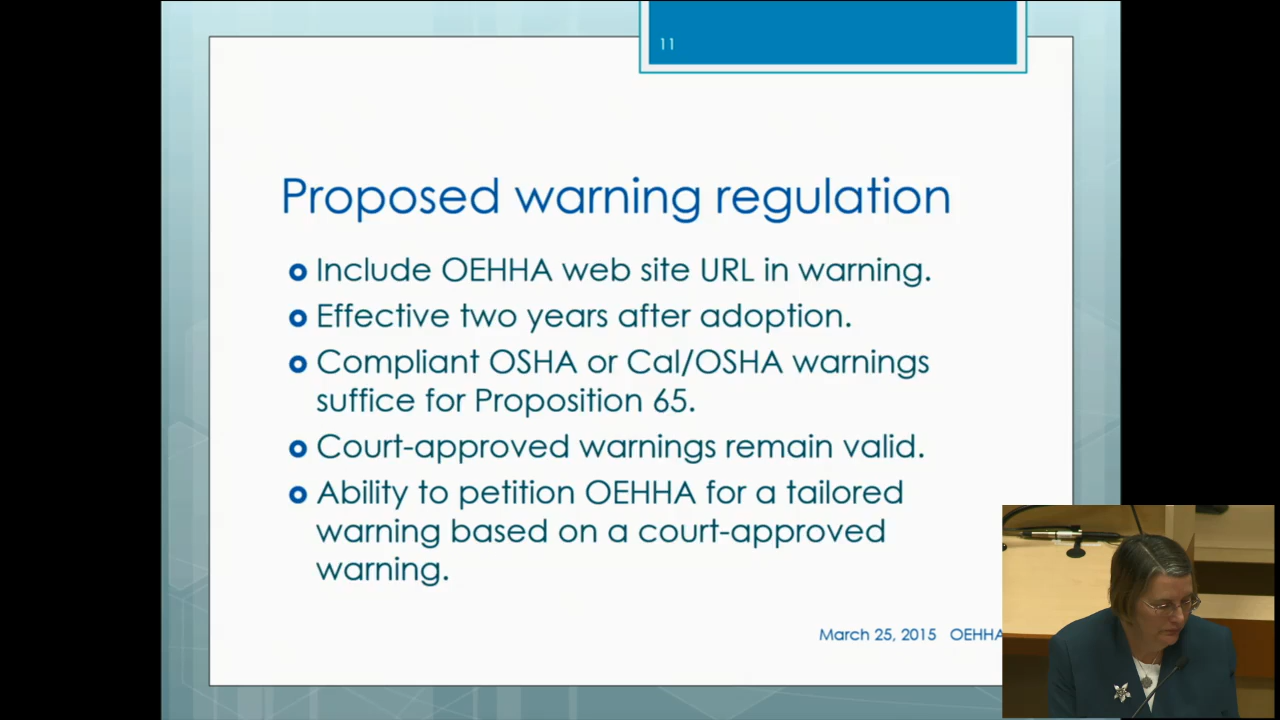 11
Proposed warning regulation
Include OEHHA web site URL in warning.
Effective two years after adoption.
Compliant OSHA or Cal/OSHA warnings
suffice for Proposition 65.
Court-approved warnings remain valid.
Ability to petition OEHHA for a tailored
warning based on a court-approved
warning.
March 25, 2015 OEHHA